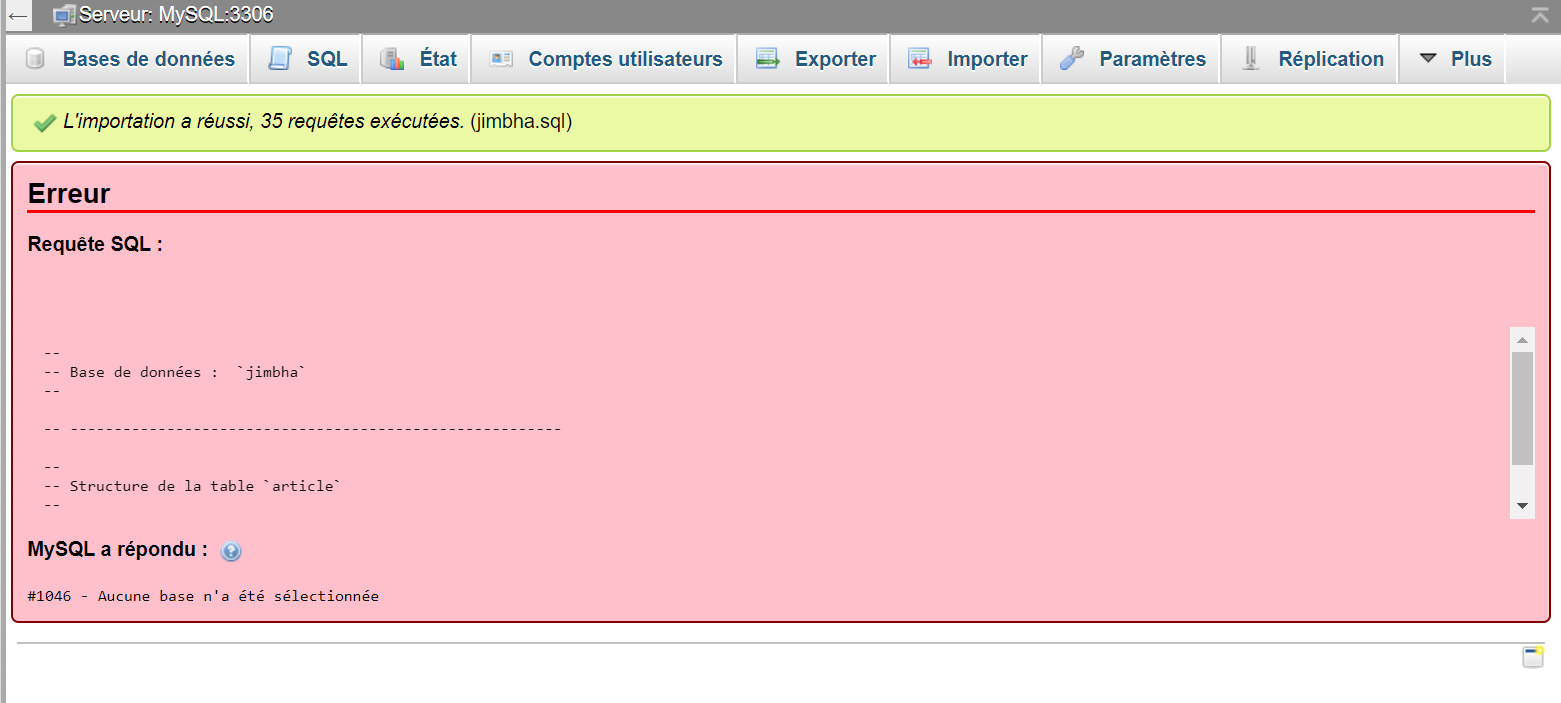 Serveur: MySQL:3306
Bases de données SQL État Comptes utilisateurs Exporter Importer Paramètres Réplication Plus
L'importation a réussi, 35 requêtes exécutées. (jimbha.sql)
Erreur
Requête SQL :
--
-- Base de données :  `jimbha`
--
-- --------------------------------------------------------
--
-- Structure de la table `article`
--
MySQL a répondu :
#1046 - Aucune base n'a été sélectionnée